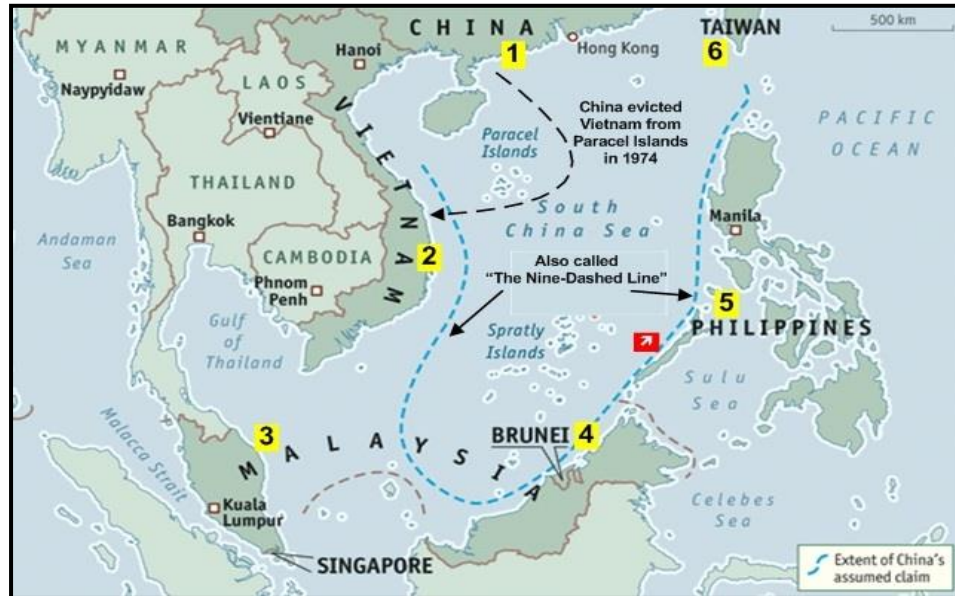 CHINA
1
Hong Kong
TAIWAN
6
500 km
MYANMAR
Naypyidaw
Hanoi
LAOS
Vientiane
VIETNAM
Paracel
Islands
China evicted
Vietnam from
Paracel Islands
in 1974
PACIFIC
OCEAN
THAILAND
Bangkok
South
China Sea
Manila
Andaman
Sea
CAMBODIA
Phnom
Penh
2
Also called
“The Nine-Dashed Line”
5
PHILIPPINES
Gulf
of
Thailand
Spratly
Islands
Sulu
Sea
Malacca Strait
3
MALAYSIA
BRUNEI
4
Kuala
Lumpur
Celebes
Sea
SINGAPORE
Extent of China's
assumed claim